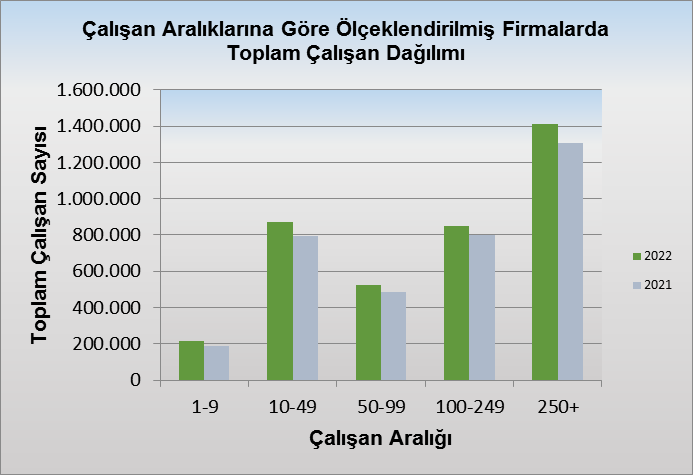 Çalışan Aralıklarına Göre Ölçeklendirilmiş Firmalarda
Toplam Çalışan Dağılımı
Toplam Çalışan Sayısı
1.600.000
1.400.000
1.200.000
1.000.000
800.000
600.000
400.000
200.000
0
1-9 10-49 50-99 100-249 250+
Çalışan Aralığı
2022
2021